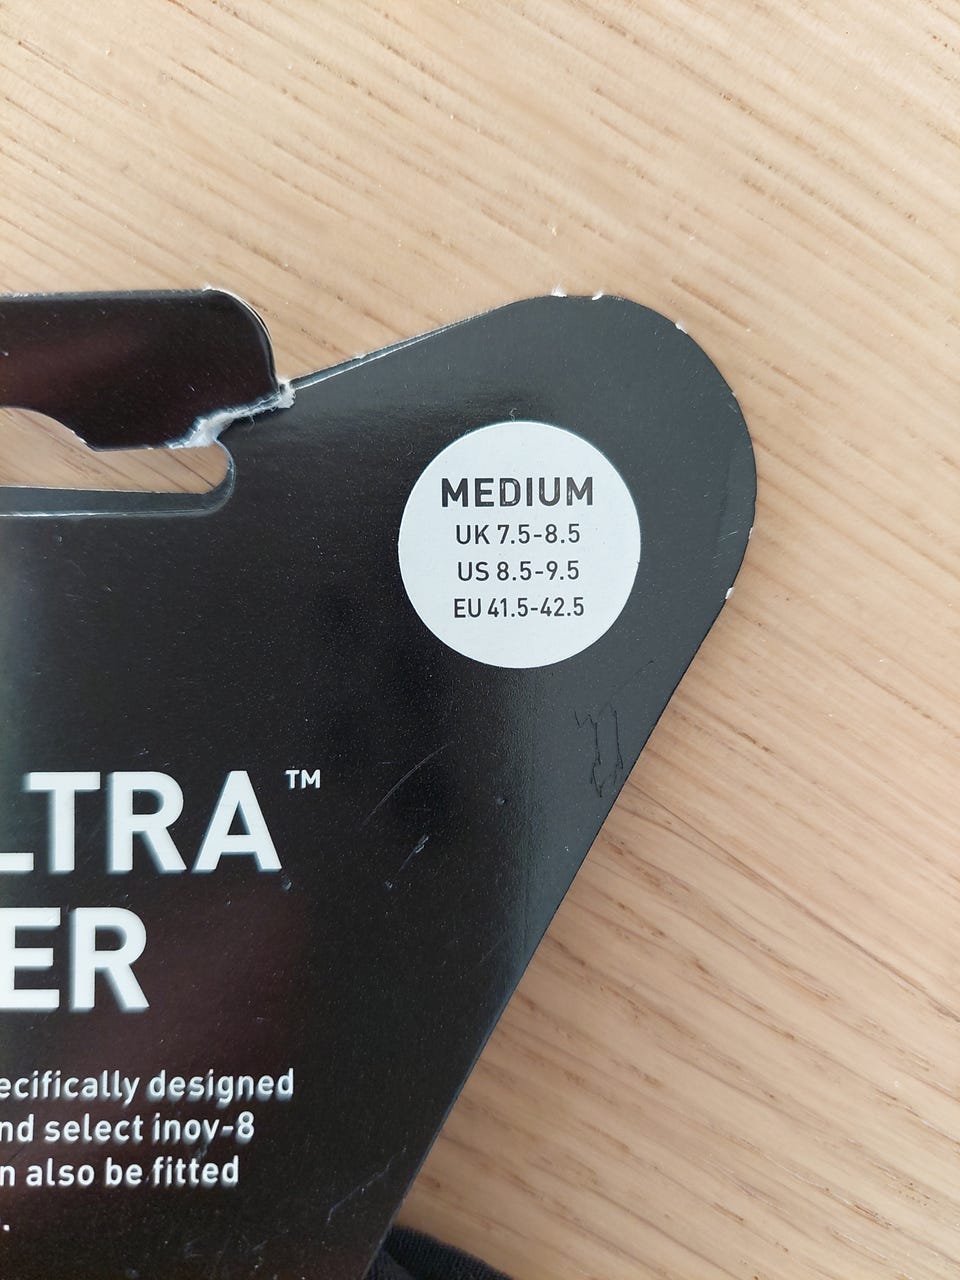 MEDIUM
UK 7.5-8.5
US 8.5-9.5
EU 41.5-42.5
LTRA™
ER
ecifically designed
nd select inov-8
n also be fitted
.